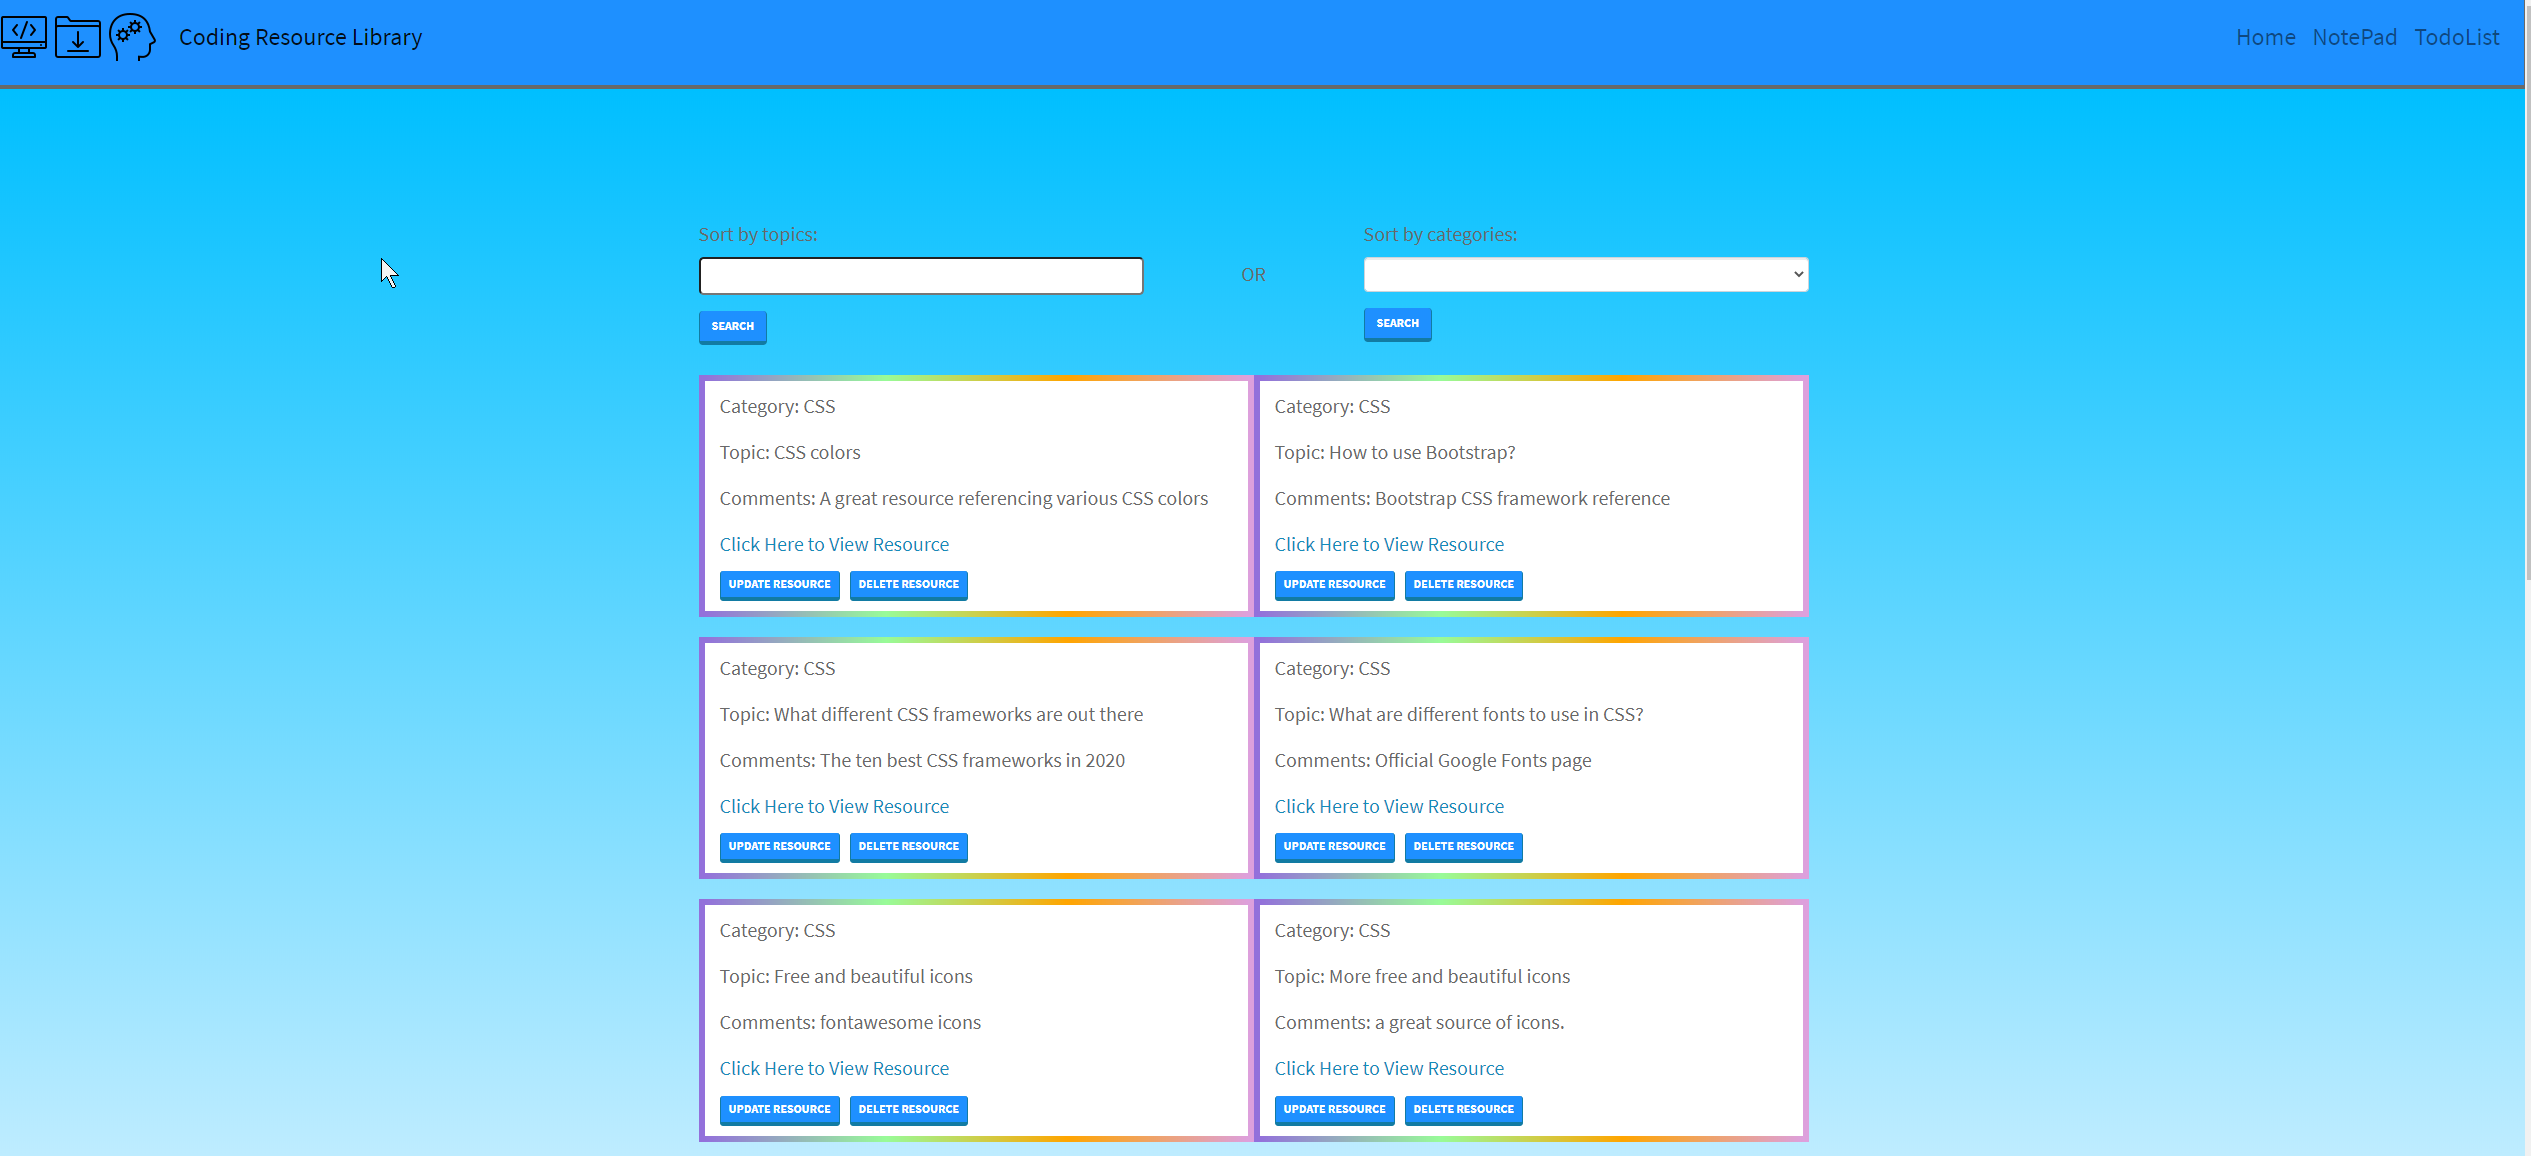 </> Coding Resource Library Home NotePad TodoList
Sort by topics:
OR
SEARCH
Sort by categories:
SEARCH
Category: CSS
Topic: CSS colors
Comments: A great resource referencing various CSS colors
Click Here to View Resource
UPDATE RESOURCE DELETE RESOURCE
Category: CSS
Topic: How to use Bootstrap?
Comments: Bootstrap CSS framework reference
Click Here to View Resource
UPDATE RESOURCE DELETE RESOURCE
Category: CSS
Topic: What different CSS frameworks are out there
Comments: The ten best CSS frameworks in 2020
Click Here to View Resource
UPDATE RESOURCE DELETE RESOURCE
Category: CSS
Topic: What are different fonts to use in CSS?
Comments: Official Google Fonts page
Click Here to View Resource
UPDATE RESOURCE DELETE RESOURCE
Category: CSS
Topic: Free and beautiful icons
Comments: fontawesome icons
Click Here to View Resource
UPDATE RESOURCE DELETE RESOURCE
Category: CSS
Topic: More free and beautiful icons
Comments: a great source of icons.
Click Here to View Resource
UPDATE RESOURCE DELETE RESOURCE